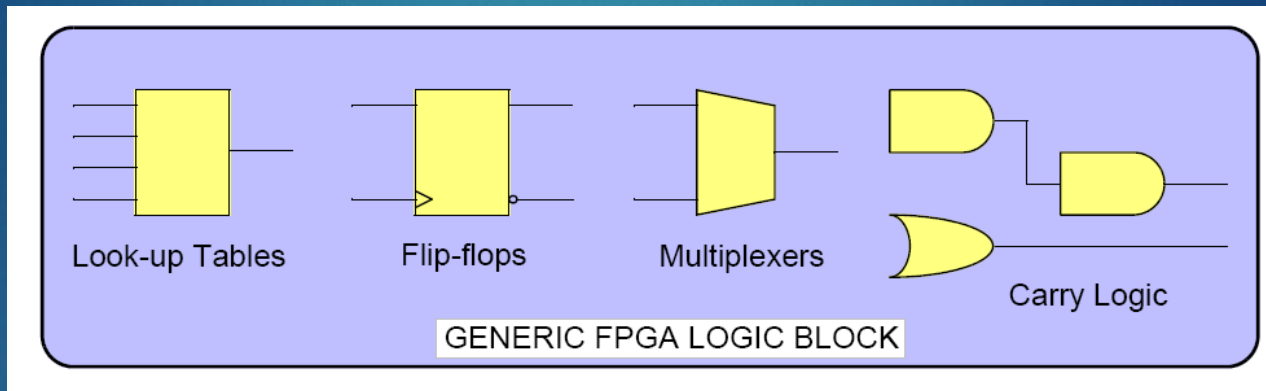 Look-up Tables
Flip-flops
Multiplexers
Carry Logic
GENERIC FPGA LOGIC BLOCK